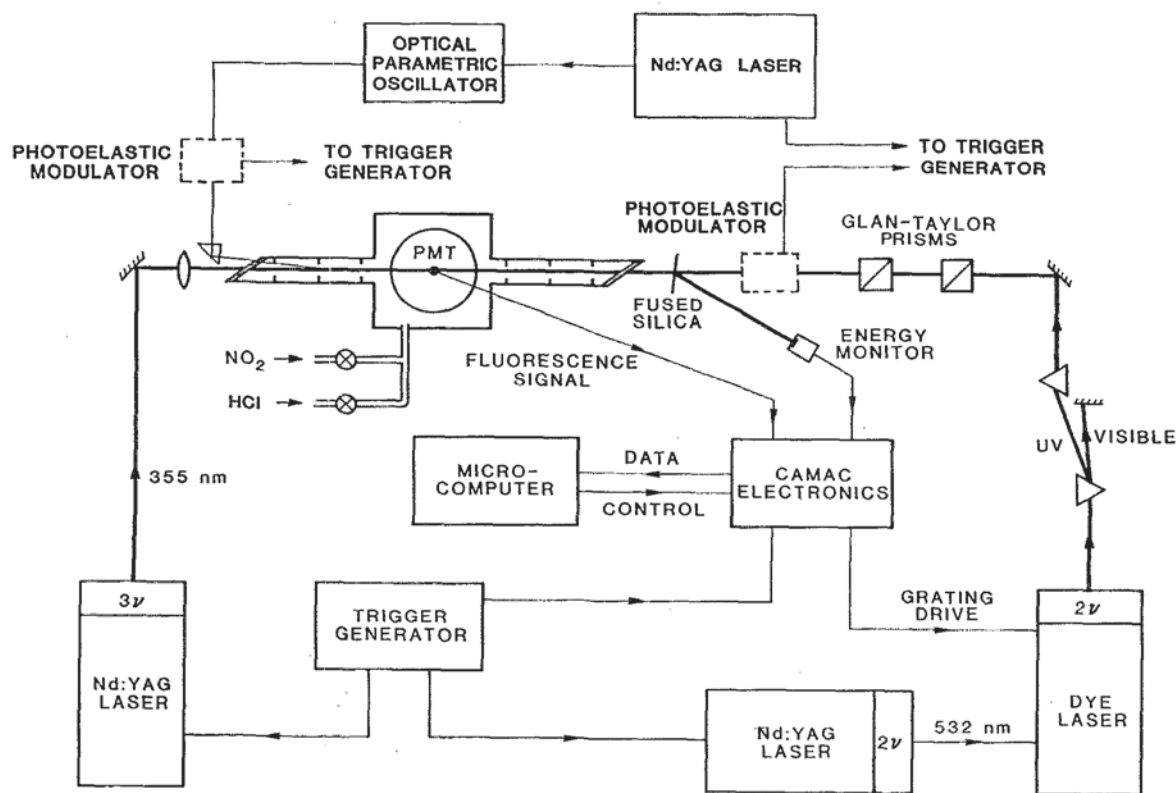 OPTICAL
PARAMETRIC
OSCILLATOR
Nd:YAG LASER
PHOTOELASTIC
MODULATOR
TO TRIGGER
GENERATOR
TO TRIGGER
GENERATOR
PHOTOELASTIC
MODULATOR
GLAN-TAYLOR
PRISMS
PMT
FUSED
SILICA
ENERGY
MONITOR
NO₂
HCl
FLUORESCENCE
SIGNAL
UV
VISIBLE
355 nm
MICRO-
COMPUTER
DATA
CONTROL
CAMAC
ELECTRONICS
3ν
Nd:YAG
LASER
TRIGGER
GENERATOR
GRATING
DRIVE
2ν
DYE
LASER
Nd:YAG
LASER
2ν
532 nm